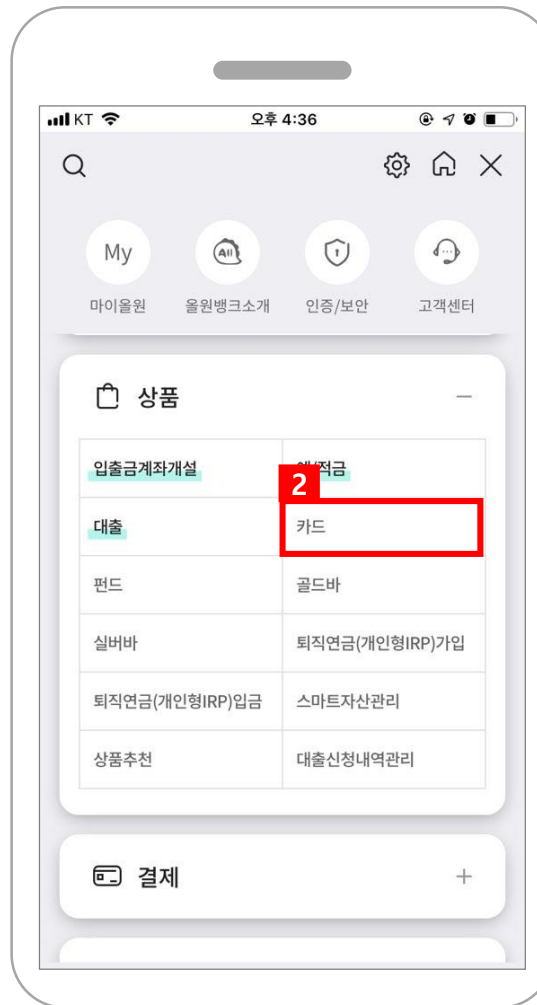 KT 오후 4:36
My All
마이올원 올원뱅크소개 인증/보안 고객센터
상품
입출금계좌개설 적금
2
대출 카드
펀드 골드바
실버바 퇴직연금(개인형IRP)가입
퇴직연금(개인형IRP)입금 스마트자산관리
상품추천 대출신청내역관리
결제